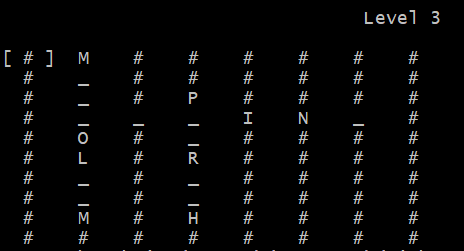 Level 3
[ # ] M # # # # # #
# _ # # # # # #
# _ # P # # # #
# _ _ _ I N _ #
# O # _ # # # #
# L # R # # # #
# _ # _ # # # #
# _ # _ # # # #
# M # H # # # #
# # # # # # # #